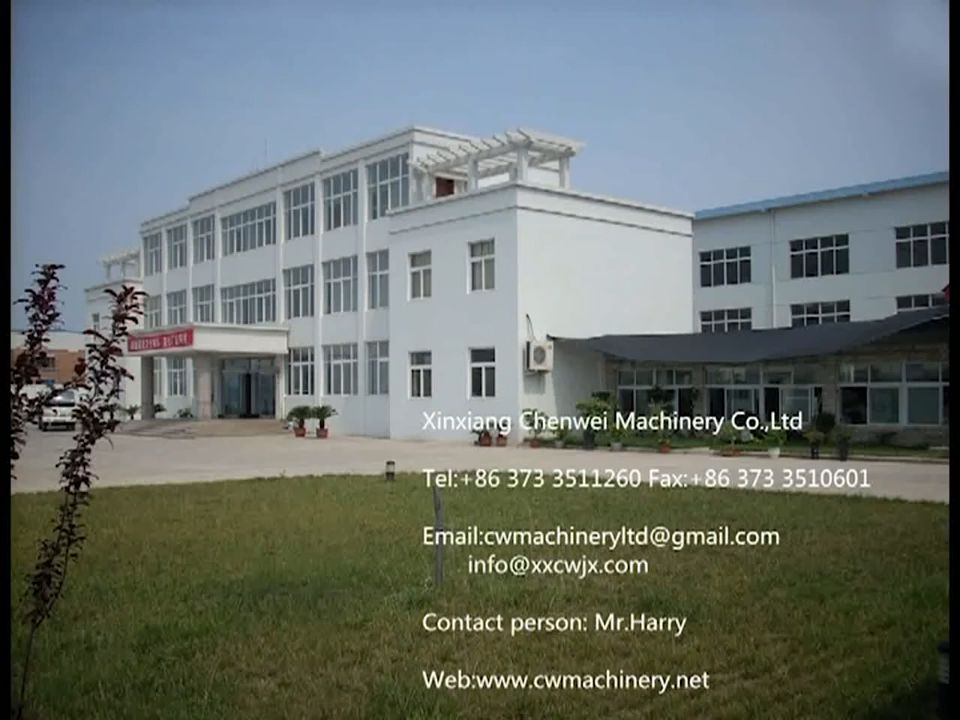 Xinxiang Chenwei Machinery Co.,Ltd
Tel:+86 373 3511260 Fax:+86 373 3510601
Email:cwmachineryltd@gmail.com
info@xxcwjx.com
Contact person: Mr.Harry
Web:www.cwmachinery.net